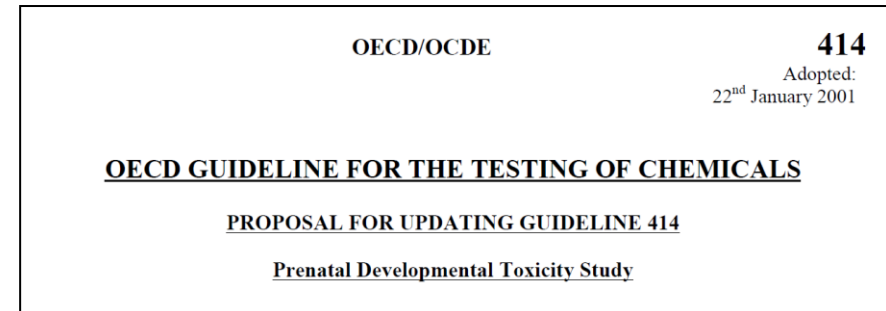 OECD/OCDE
414
Adopted:
22nd January 2001
OECD GUIDELINE FOR THE TESTING OF CHEMICALS
PROPOSAL FOR UPDATING GUIDELINE 414
Prenatal Developmental Toxicity Study